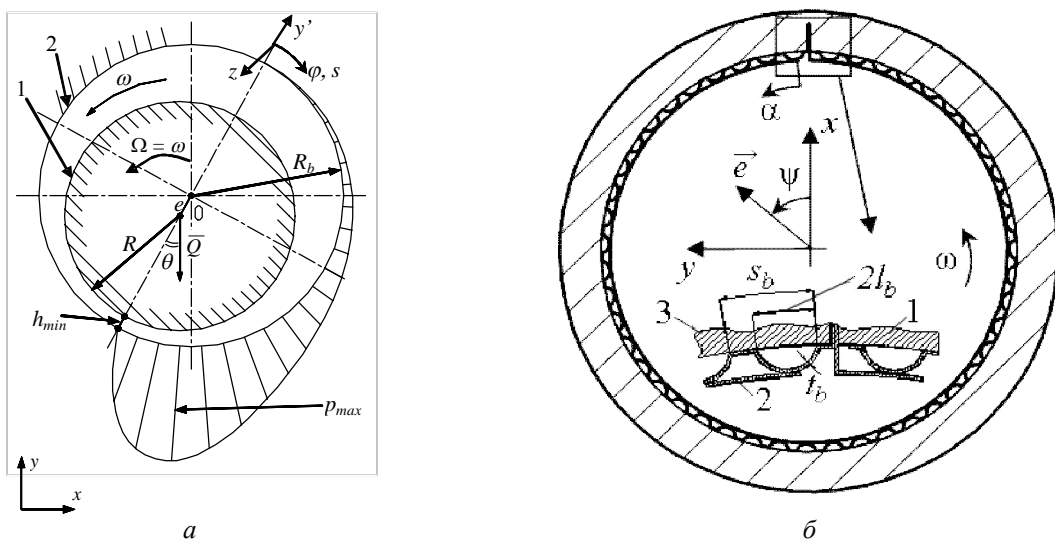 y’
2
z
φ, s
ω
1
Ω = ω
R_b
e
0
R
Q
θ
h_min
p_max
y
x
а
α
x
e
ψ
y
ω
s_b
2l_b
3
1
2
t_b
б